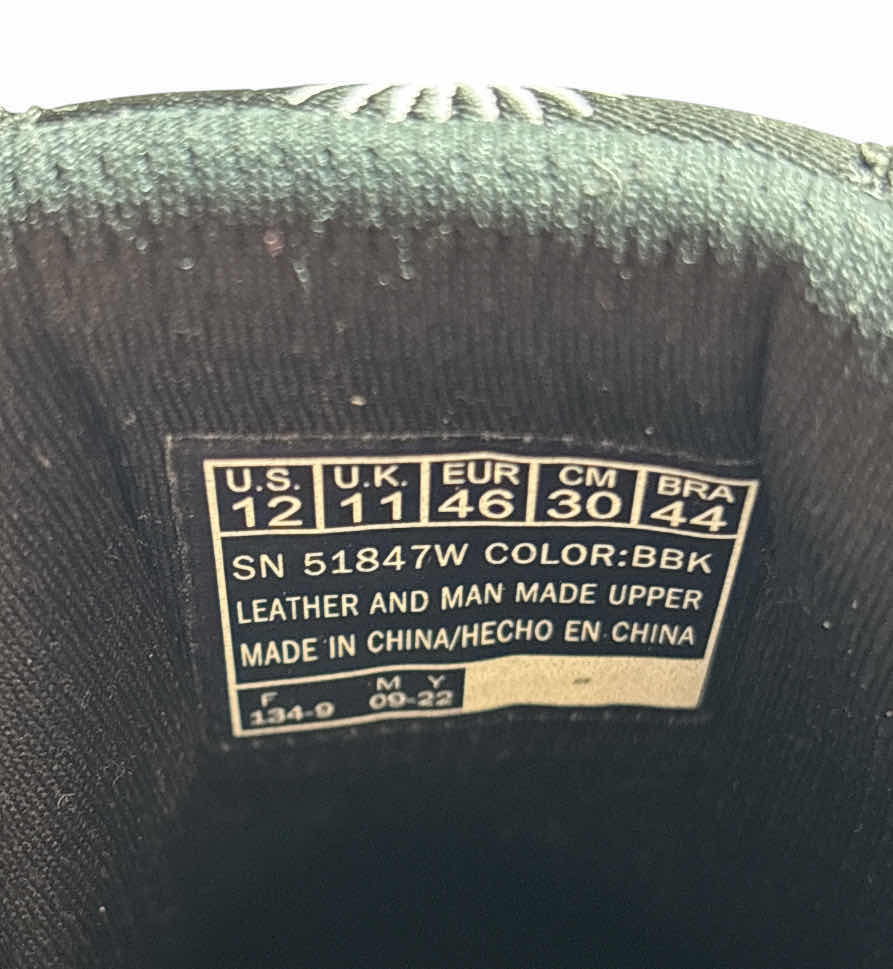 U.S. U.K. EUR CM BRA
12 11 46 30 44
SN 51847W COLOR:BBK
LEATHER AND MAN MADE UPPER
MADE IN CHINA/HECHO EN CHINA
F M Y
134-9 09-22